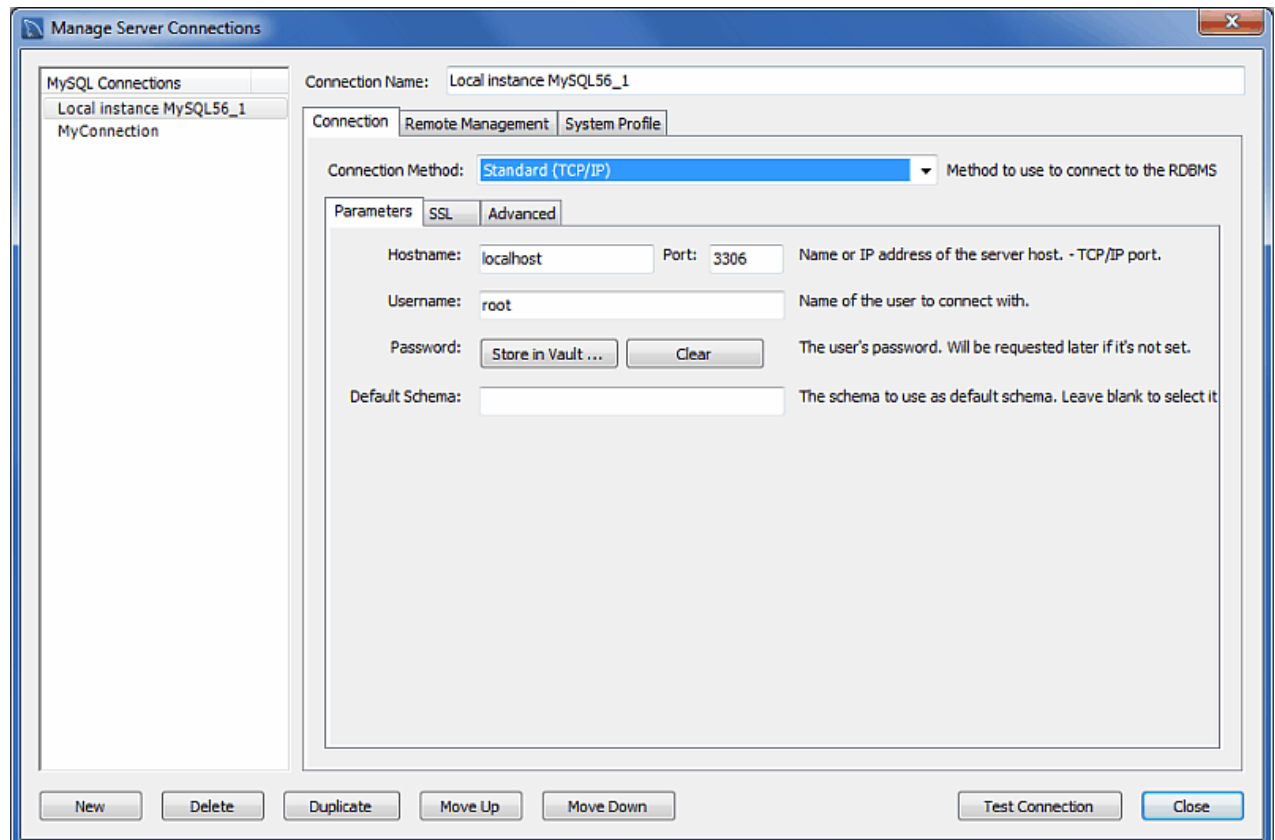 Manage Server Connections
MySQL Connections
Local instance MySQL56_1
MyConnection
Connection Name: Local instance MySQL56_1
Connection Remote Management System Profile
Connection Method: Standard (TCP/IP) Method to use to connect to the RDBMS
Parameters SSL Advanced
Hostname: localhost Port: 3306 Name or IP address of the server host. - TCP/IP port.
Username: root Name of the user to connect with.
Password: Store in Vault ... Clear The user's password. Will be requested later if it's not set.
Default Schema: The schema to use as default schema. Leave blank to select it
New Delete Duplicate Move Up Move Down Test Connection Close